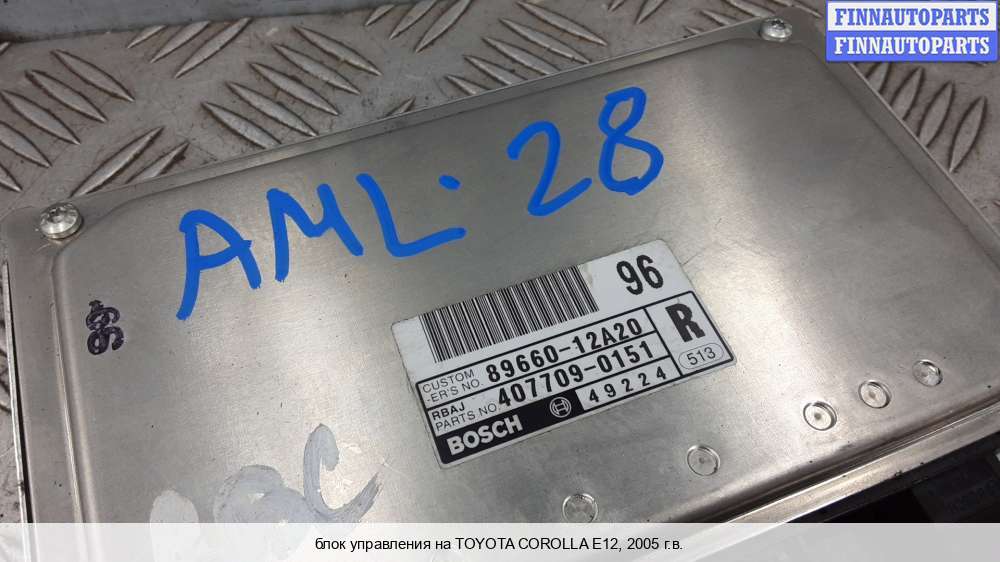 FINNAUTOPARTS
FINNAUTOPARTS
AML. 28
96
CUSTOM
-ER'S NO. 89660-12A20
R
RBAJ
PARTS NO. 407709-0151
513
BOSCH 49224
блок управления на TOYOTA COROLLA E12, 2005 г.в.